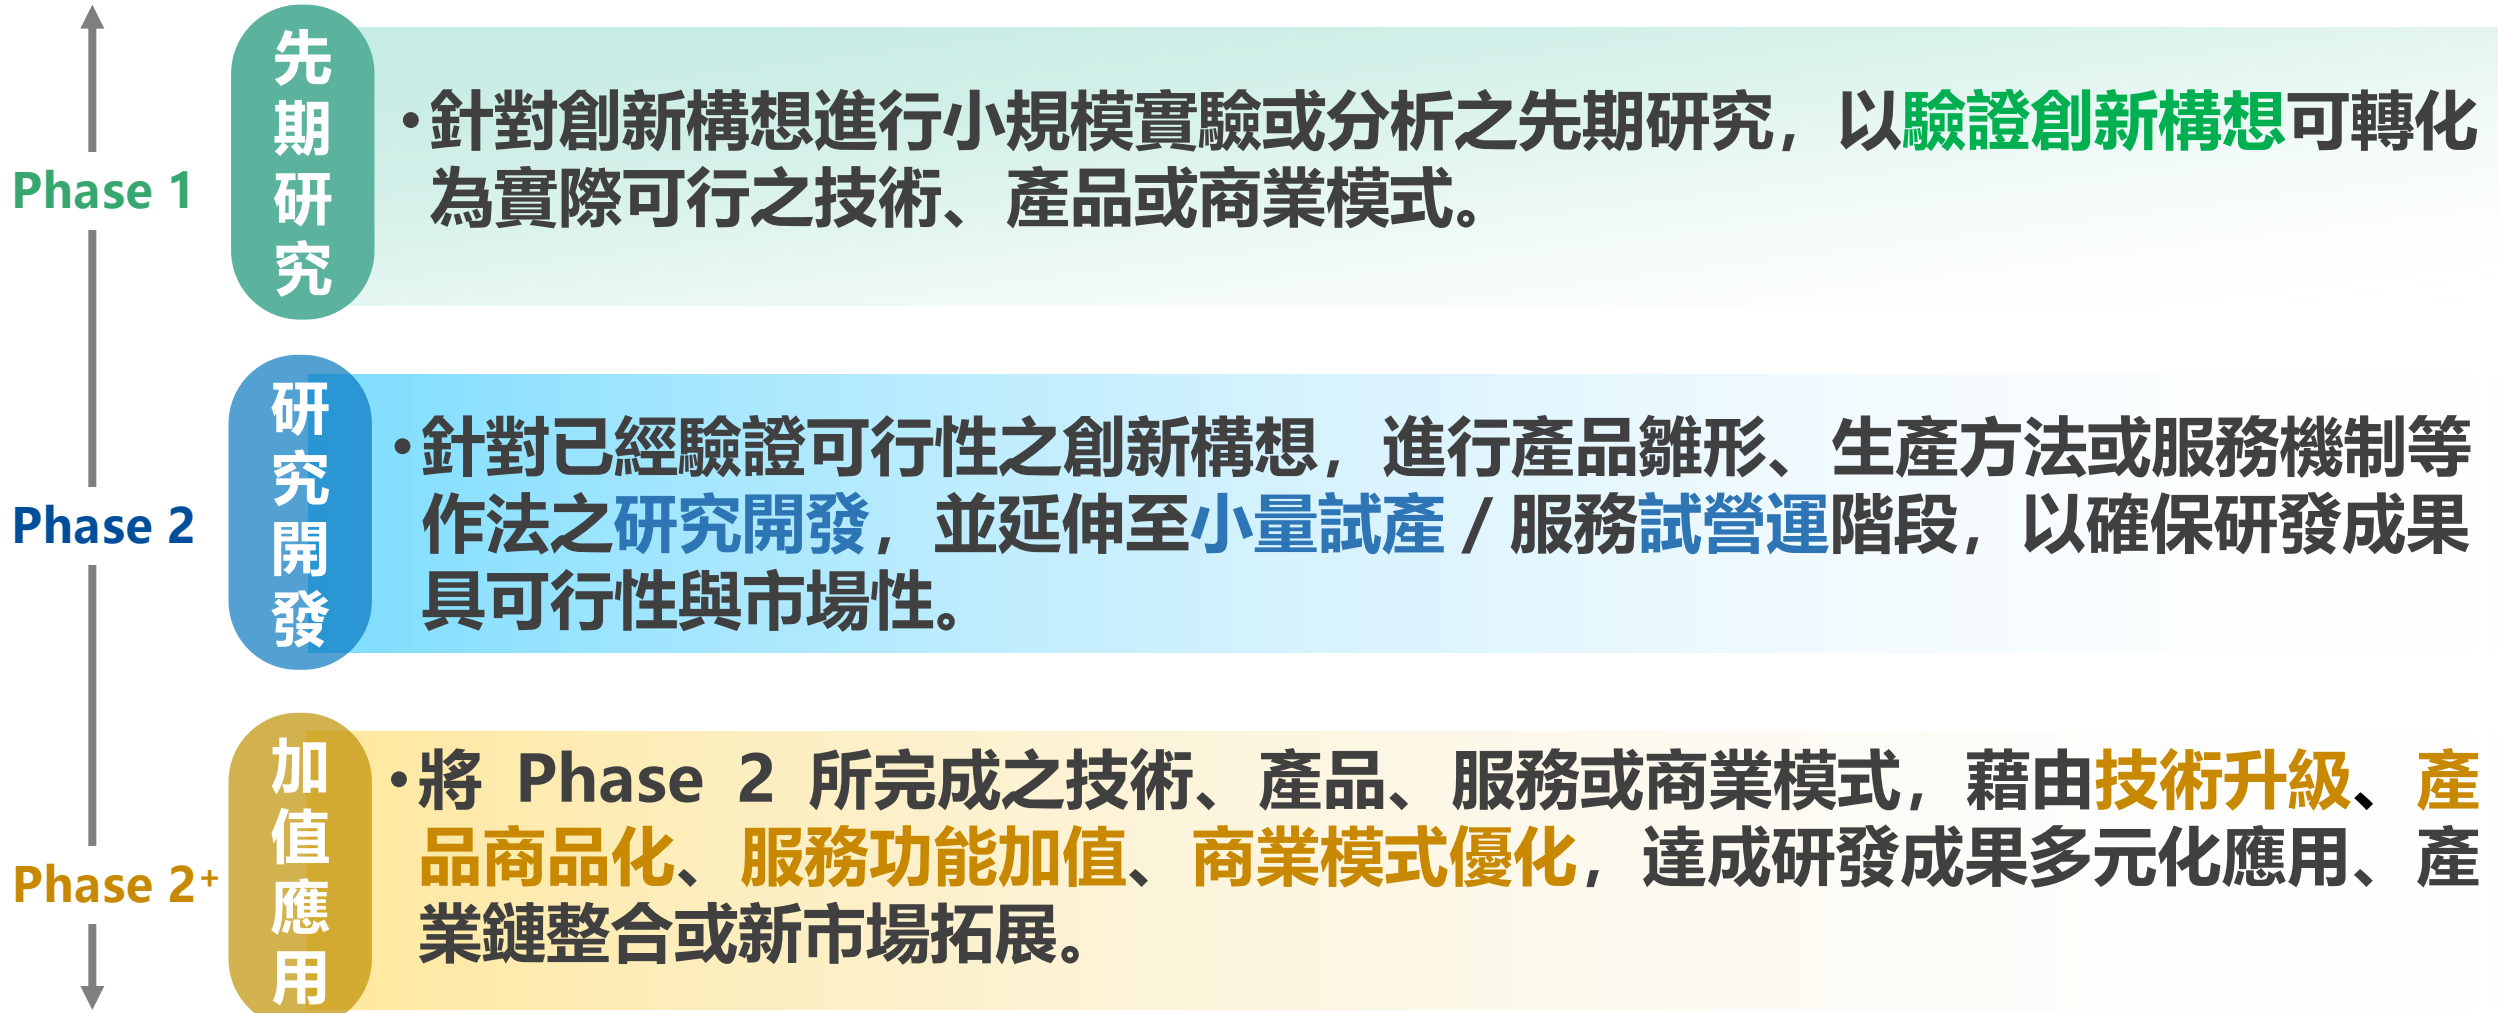 Phase 1
先期研究
•針對創新構想進行小規模實驗或分析之先期研究，以驗證創新構想可轉化
為實際可行之技術、產品或商業模式。
Phase 2
研究開發
•針對已經驗證可行性之創新構想，進行產品雛形、生產方法或服務機制等
作法之研究開發，並延伸至小量試產／服務試營運階段，以確保研發成果
具可行性與市場性。
Phase 2+
加值應用
•將 Phase 2 所完成之技術、產品、服務或商業模式，藉由技術升級、產
品商品化、服務功能加值、商業模式優化，達成研發成果多元化應用、產
業鏈整合或新市場拓展。